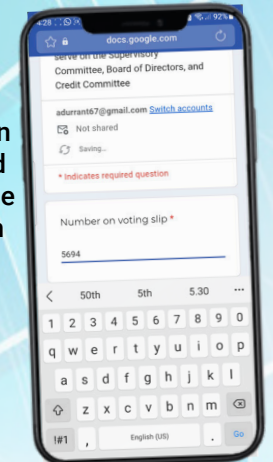 4:28
92%
docs.google.com
serve on the Supervisory
Committee, Board of Directors, and
Credit Committee
adurrant67@gmail.com Switch accounts
Not shared
Saving...
* Indicates required question
Number on voting slip *
5694
50th 5th 5.30 ...
1 2 3 4 5 6 7 8 9 0
q w e r t y u i o p
a s d f g h j k l
z x c v b n m
!#1 , English (US) . Go